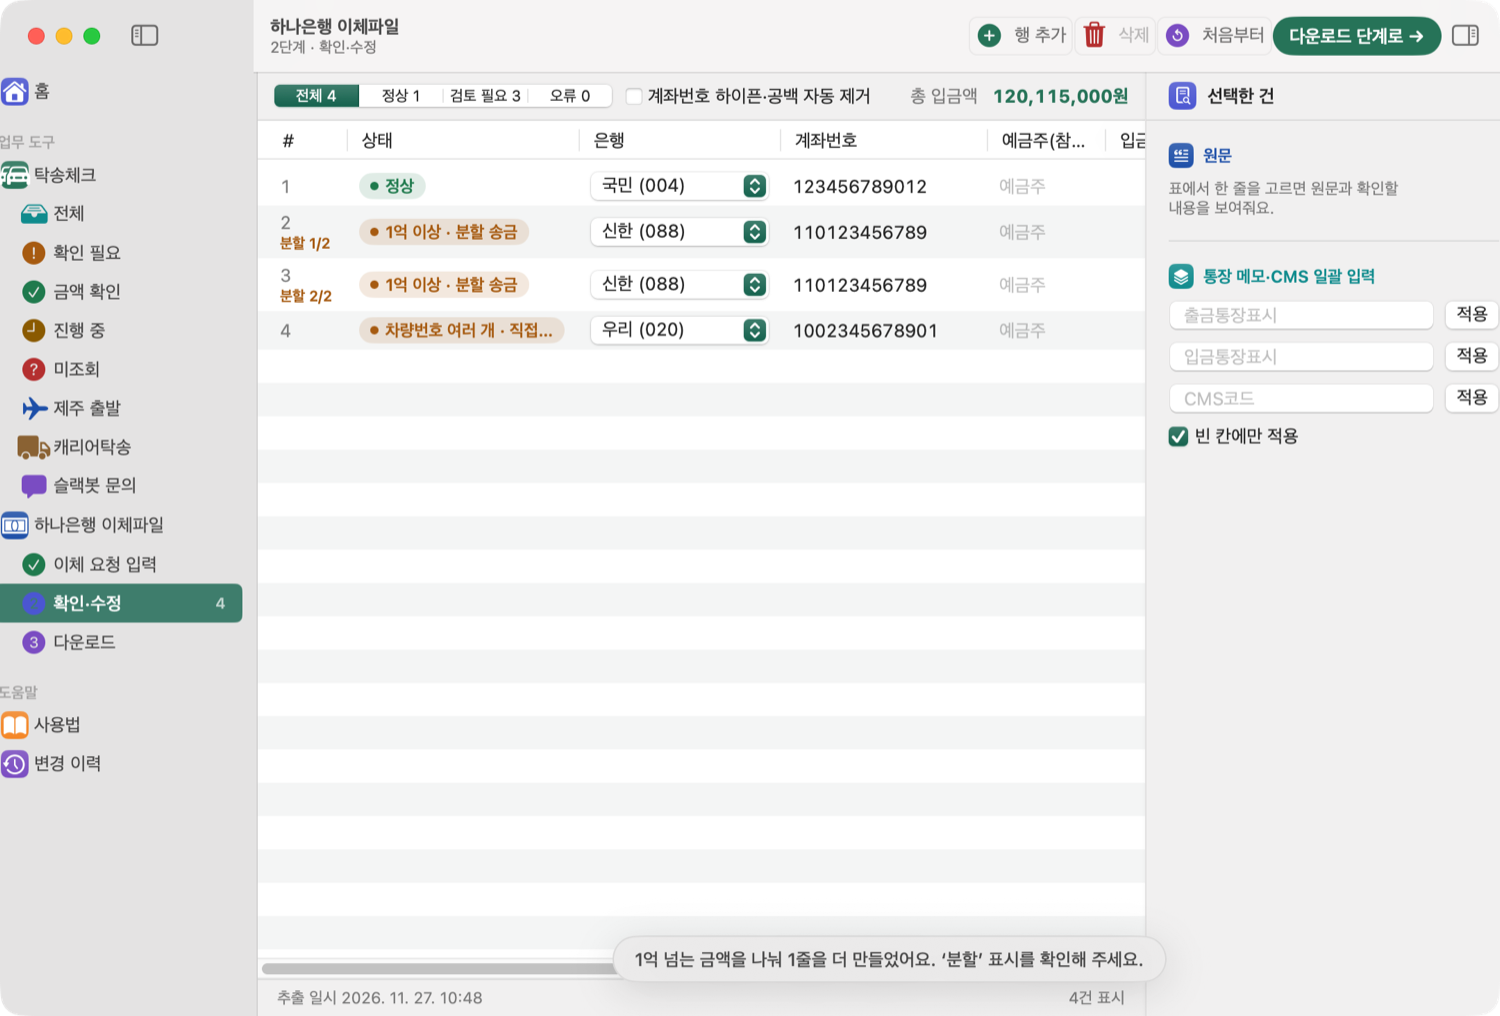 하나은행 이체파일
2단계 · 확인·수정
행 추가
삭제
처음부터
다운로드 단계로 →
홈
업무 도구
탁송체크
전체
확인 필요
금액 확인
진행 중
미조회
제주 출발
캐리어탁송
슬랙봇 문의
하나은행 이체파일
이체 요청 입력
2 확인·수정 4
3 다운로드
도움말
사용법
변경 이력
전체 4 정상 1 검토 필요 3 오류 0 계좌번호 하이픈·공백 자동 제거 총 입금액 120,115,000원
# 상태 은행 계좌번호 예금주(참... 입금
1 정상 국민 (004) 123456789012 예금주
2 분할 1/2 1억 이상 · 분할 송금 신한 (088) 110123456789 예금주
3 분할 2/2 1억 이상 · 분할 송금 신한 (088) 110123456789 예금주
4 차량번호 여러 개 · 직접... 우리 (020) 1002345678901 예금주
1억 넘는 금액을 나눠 1줄을 더 만들었어요. ‘분할’ 표시를 확인해 주세요.
추출 일시 2026. 11. 27. 10:48
4건 표시
선택한 건
원문
표에서 한 줄을 고르면 원문과 확인할
내용을 보여줘요.
통장 메모·CMS 일괄 입력
출금통장표시 적용
입금통장표시 적용
CMS코드 적용
빈 칸에만 적용